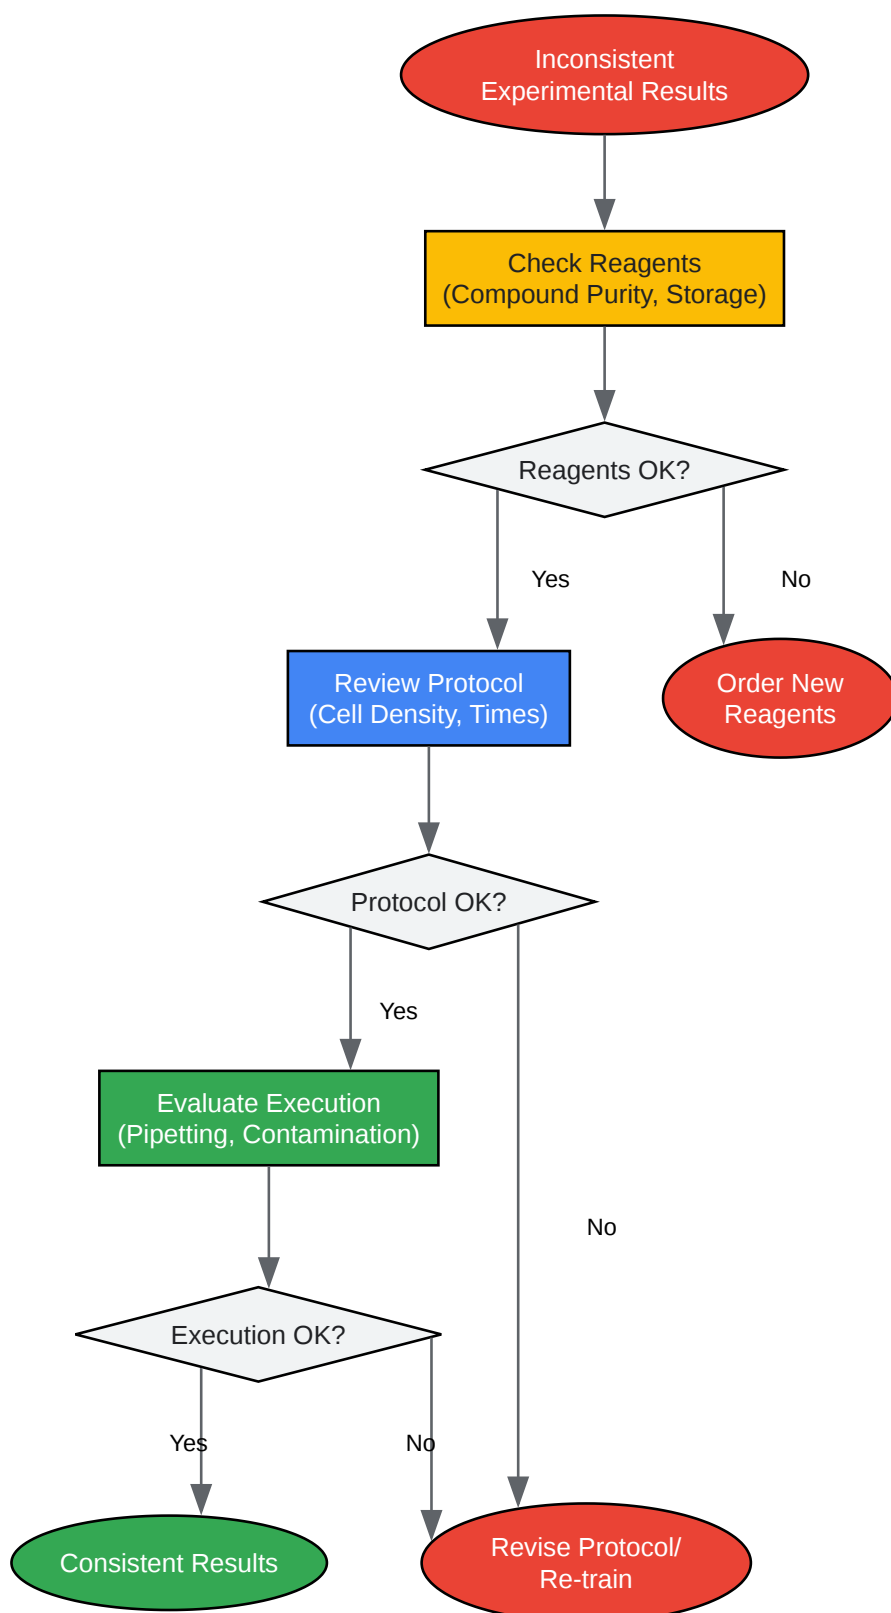 Inconsistent
Experimental Results
Check Reagents
(Compound Purity, Storage)
Reagents OK?
Yes
No
Review Protocol
(Cell Density, Times)
Order New
Reagents
Protocol OK?
Yes
Evaluate Execution
(Pipetting, Contamination)
No
Execution OK?
Yes
No
Consistent Results
Revise Protocol/
Re-train